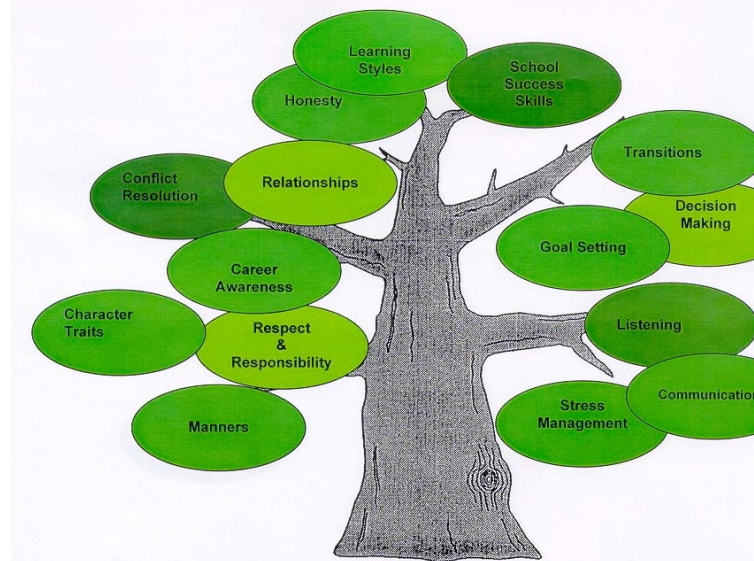 Learning
Styles
Honesty
School
Success
Skills
Conflict
Resolution
Relationships
Transitions
Decision
Making
Goal Setting
Career
Awareness
Character
Traits
Respect
&
Responsibility
Listening
Manners
Stress
Management
Communication